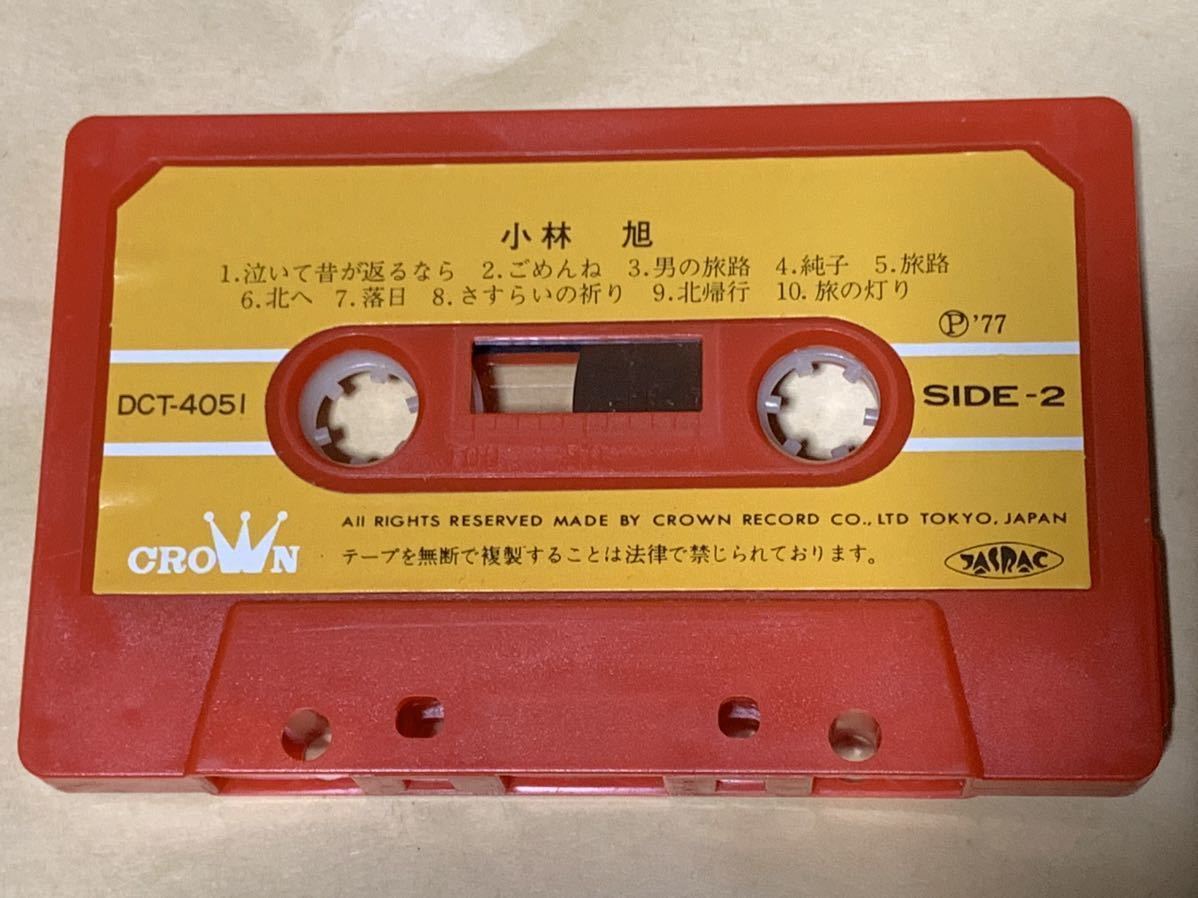 小林 旭
1.泣いて昔が返るなら 2.ごめんね 3.男の旅路 4.純子 5.旅路
6.北へ 7.落日 8.さすらいの祈り 9.北帰行 10.旅の灯り
Ⓟ'77
DCT-4051
SIDE-2
All RIGHTS RESERVED MADE BY CROWN RECORD CO., LTD TOKYO, JAPAN
CROWN
テープを無断で複製することは法律で禁じられております。
JASRAC